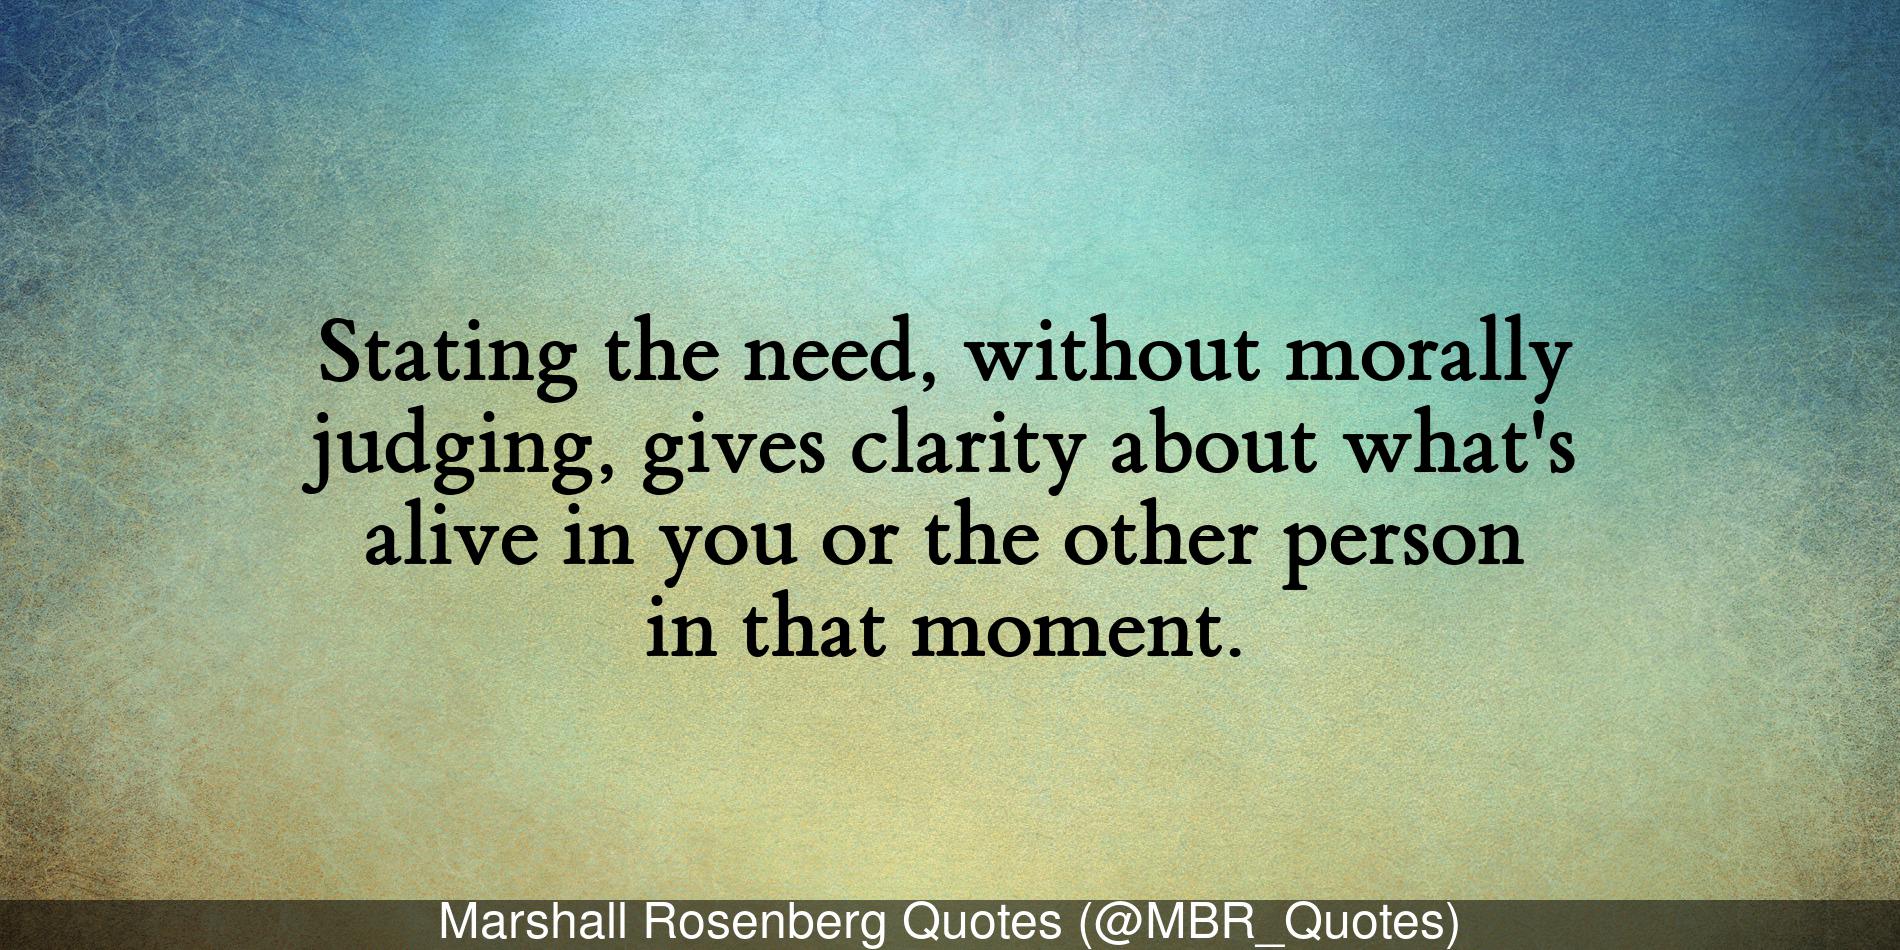 Stating the need, without morally
judging, gives clarity about what's
alive in you or the other person
in that moment.
Marshall Rosenberg Quotes (@MBR_Quotes)